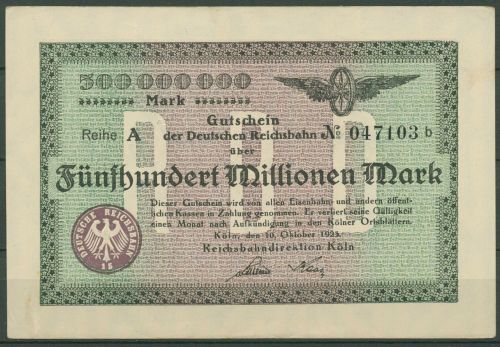 500 000 000
Mark
Gutschein
Reihe A der Deutschen Reichsbahn № 047103 b
über
Fünfhundert Millionen Mark
Dieser Gutschein wird von allen Eisenbahn- und andern öffent-
lichen Kassen in Zahlung genommen. Er verliert seine Gültigkeit
einen Monat nach Aufkündigung in den Kölner Ortsblättern.
Köln, den 10. Oktober 1923.
Reichsbahndirektion Köln
DEUTSCHE REICHSBAHN
16